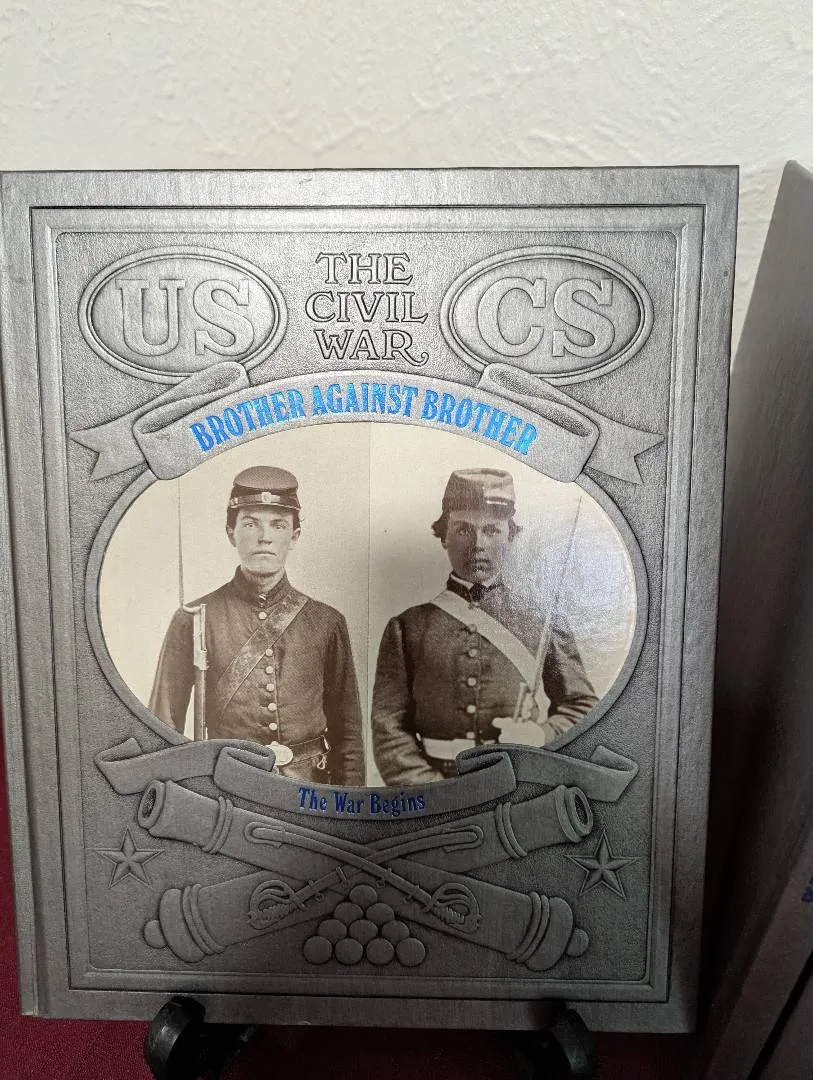 US
THE
CIVIL
WAR
CS
BROTHER AGAINST BROTHER
The War Begins